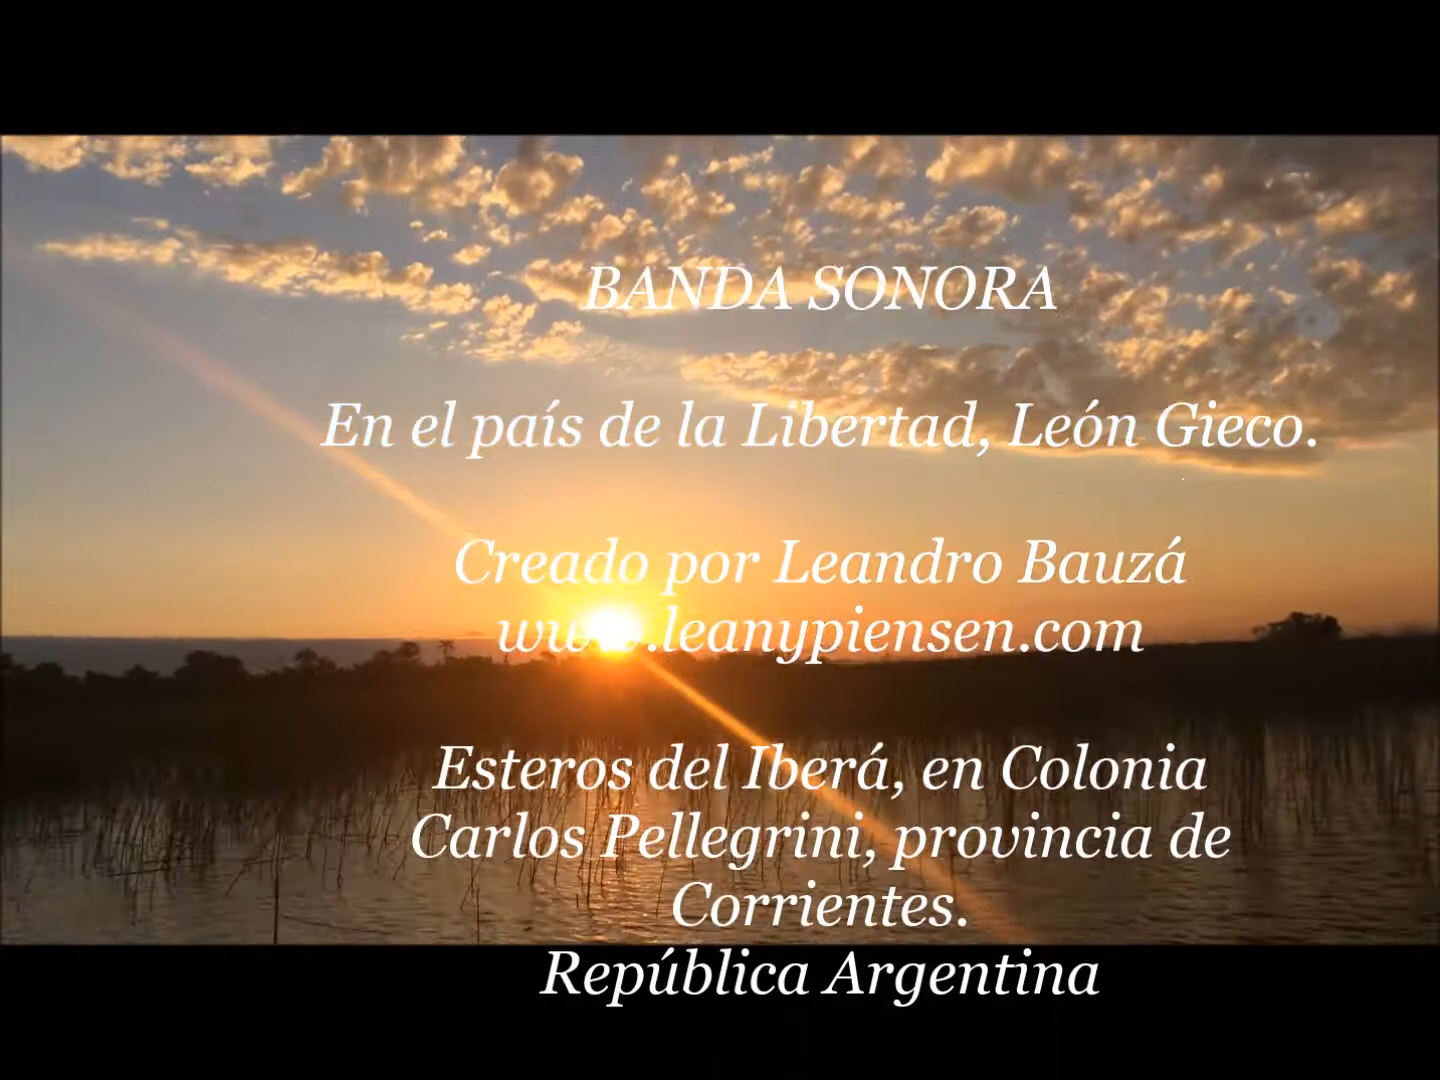 BANDA SONORA
En el país de la Libertad, León Gieco.
Creado por Leandro Bauzá
www.leanypiensen.com
Esteros del Iberá, en Colonia
Carlos Pellegrini, provincia de
Corrientes.
República Argentina